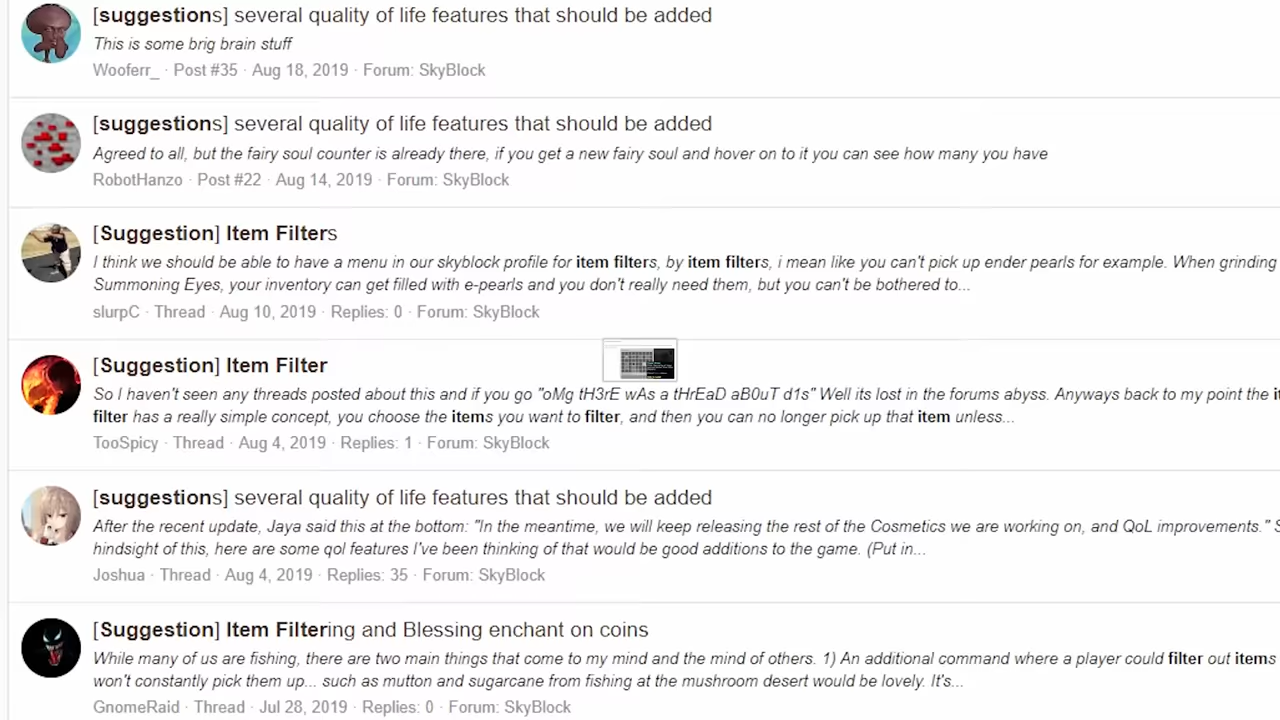 [suggestions] several quality of life features that should be added
This is some brig brain stuff
Wooferr_ · Post #35 · Aug 18, 2019 · Forum: SkyBlock
[suggestions] several quality of life features that should be added
Agreed to all, but the fairy soul counter is already there, if you get a new fairy soul and hover on to it you can see how many you have
RobotHanzo · Post #22 · Aug 14, 2019 · Forum: SkyBlock
[Suggestion] Item Filters
I think we should be able to have a menu in our skyblock profile for item filters, by item filters, i mean like you can't pick up ender pearls for example. When grinding
Summoning Eyes, your inventory can get filled with e-pearls and you don't really need them, but you can't be bothered to...
slurpC · Thread · Aug 10, 2019 · Replies: 0 · Forum: SkyBlock
[Suggestion] Item Filter
So I haven't seen any threads posted about this and if you go "oMg tH3rE wAs a tHrEaD aB0uT d1s" Well its lost in the forums abyss. Anyways back to my point the
filter has a really simple concept, you choose the items you want to filter, and then you can no longer pick up that item unless...
TooSpicy · Thread · Aug 4, 2019 · Replies: 1 · Forum: SkyBlock
[suggestions] several quality of life features that should be added
After the recent update, Jaya said this at the bottom: "In the meantime, we will keep releasing the rest of the Cosmetics we are working on, and QoL improvements."
hindsight of this, here are some qol features I've been thinking of that would be good additions to the game. (Put in...
Joshua · Thread · Aug 4, 2019 · Replies: 35 · Forum: SkyBlock
[Suggestion] Item Filtering and Blessing enchant on coins
While many of us are fishing, there are two main things that come to my mind and the mind of others. 1) An additional command where a player could filter out items
won't constantly pick them up... such as mutton and sugarcane from fishing at the mushroom desert would be lovely. It's...
GnomeRaid · Thread · Jul 28, 2019 · Replies: 0 · Forum: SkyBlock